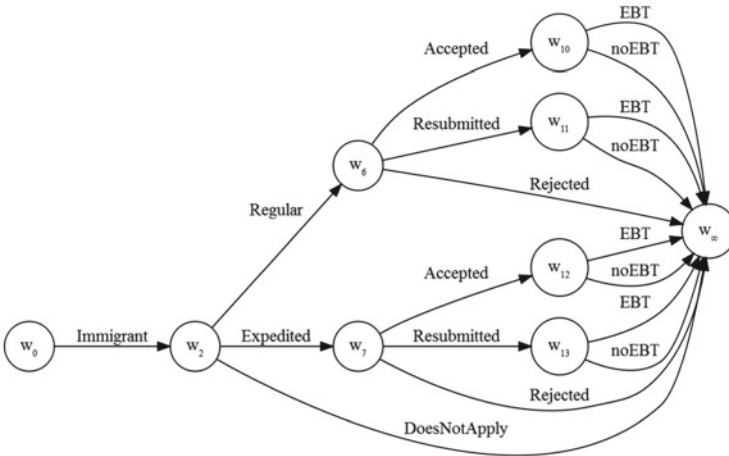 EBT
w₁₀
Accepted
noEBT
EBT
w₁₁
Resubmitted
noEBT
w₆
Rejected
Regular
w∞
EBT
Accepted
w₁₂
noEBT
EBT
w₀
Immigrant
w₂
Expedited
w₇
Resubmitted
w₁₃
noEBT
Rejected
DoesNotApply